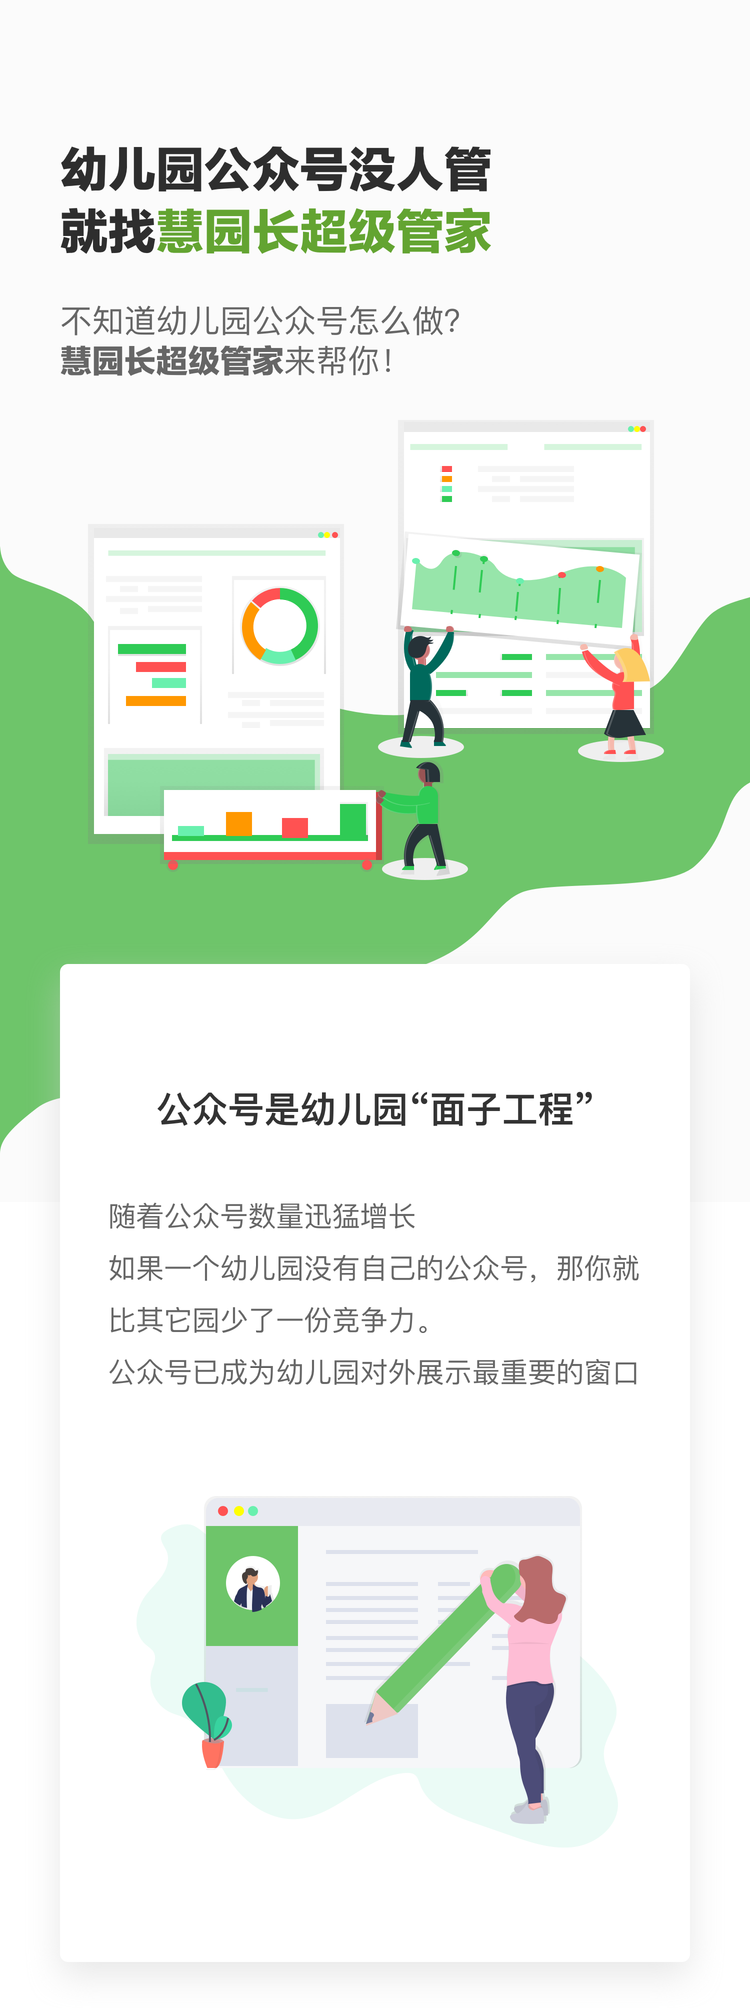 幼儿园公众号没人管
就找慧园长超级管家
不知道幼儿园公众号怎么做？
慧园长超级管家来帮你！
公众号是幼儿园“面子工程”
随着公众号数量迅猛增长
如果一个幼儿园没有自己的公众号，那你就
比其它园少了一份竞争力。
公众号已成为幼儿园对外展示最重要的窗口